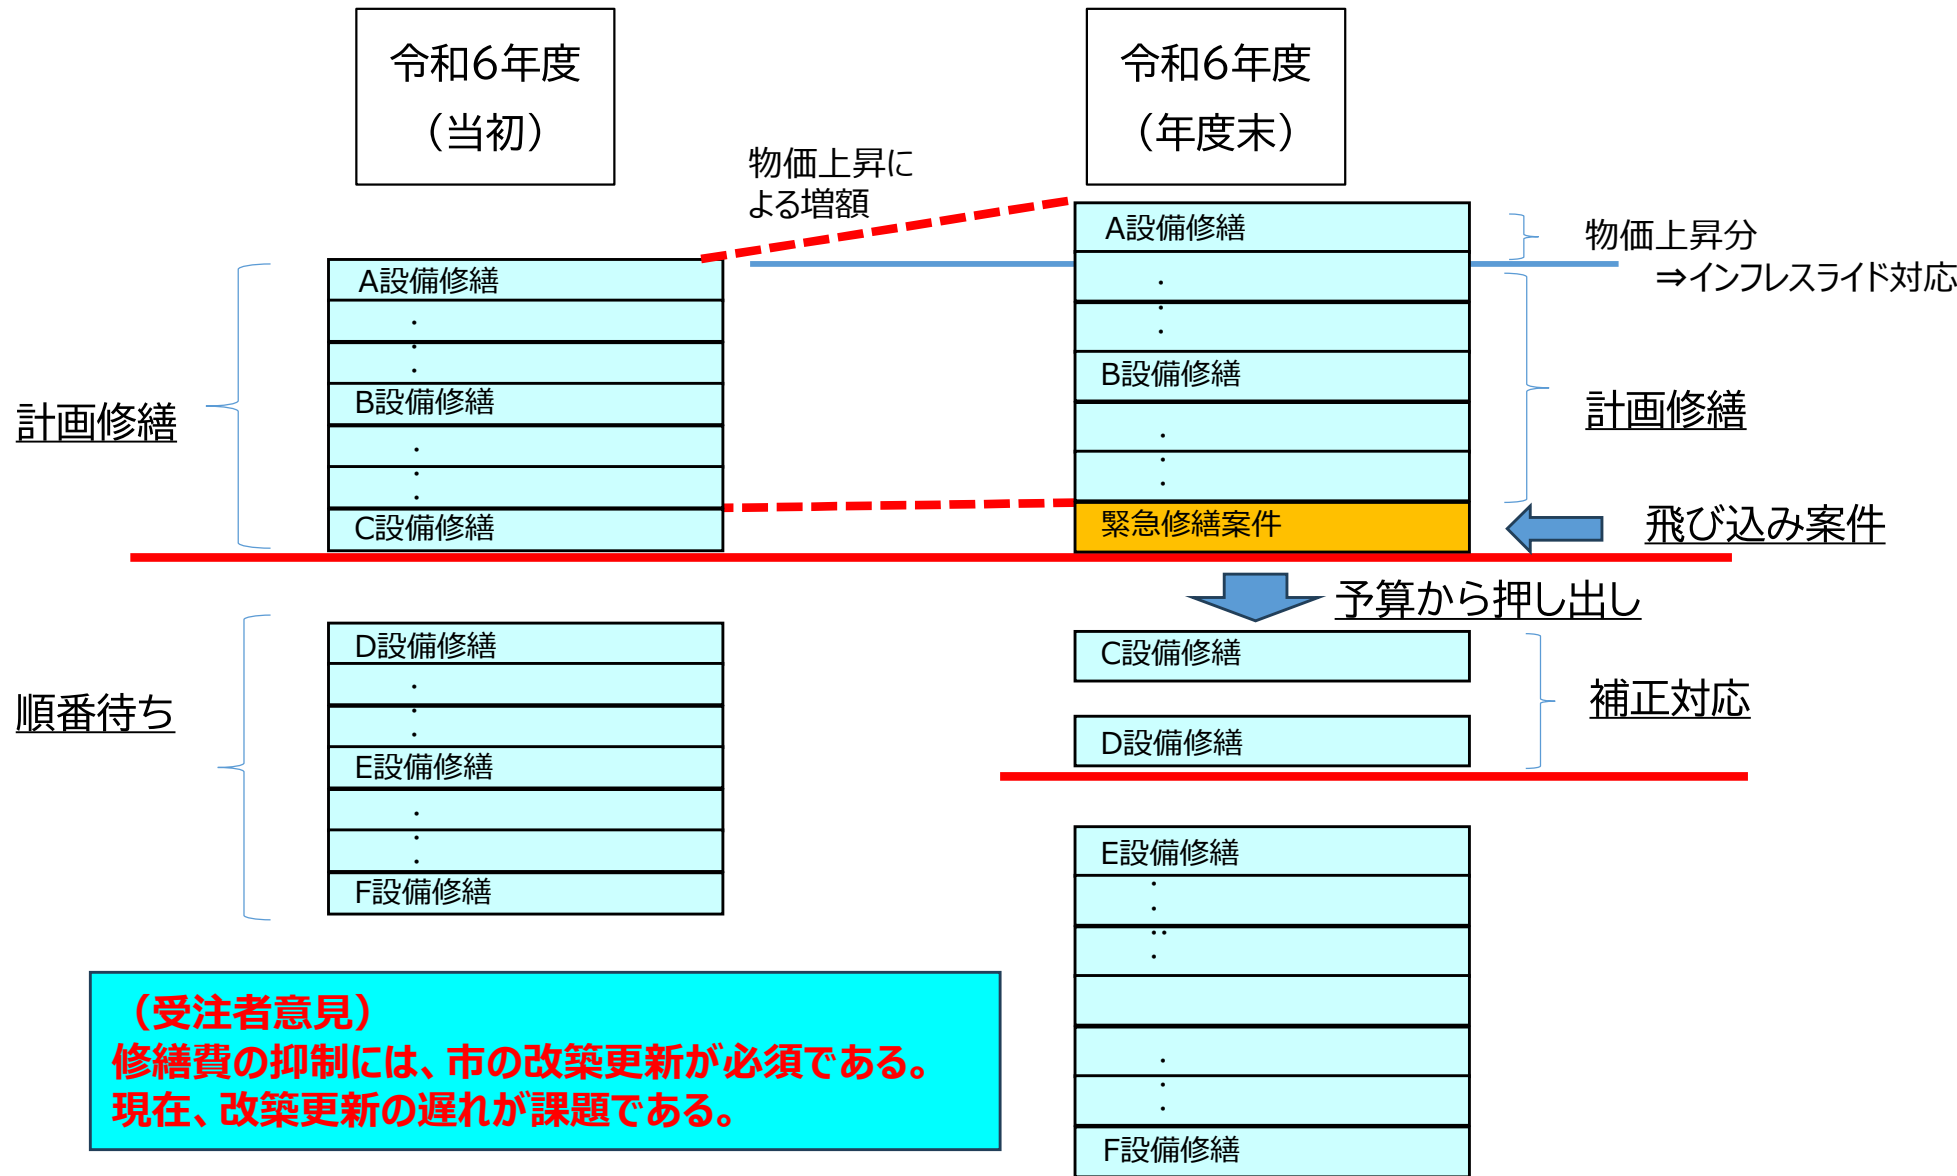 令和6年度
（当初）
令和6年度
（年度末）
物価上昇に
よる増額
物価上昇分
⇒インフレスライド対応
計画修繕
A設備修繕
B設備修繕
C設備修繕
A設備修繕
B設備修繕
緊急修繕案件
計画修繕
飛び込み案件
予算から押し出し
順番待ち
D設備修繕
E設備修繕
F設備修繕
C設備修繕
D設備修繕
補正対応
E設備修繕
F設備修繕
（受注者意見）
修繕費の抑制には、市の改築更新が必須である。
現在、改築更新の遅れが課題である。